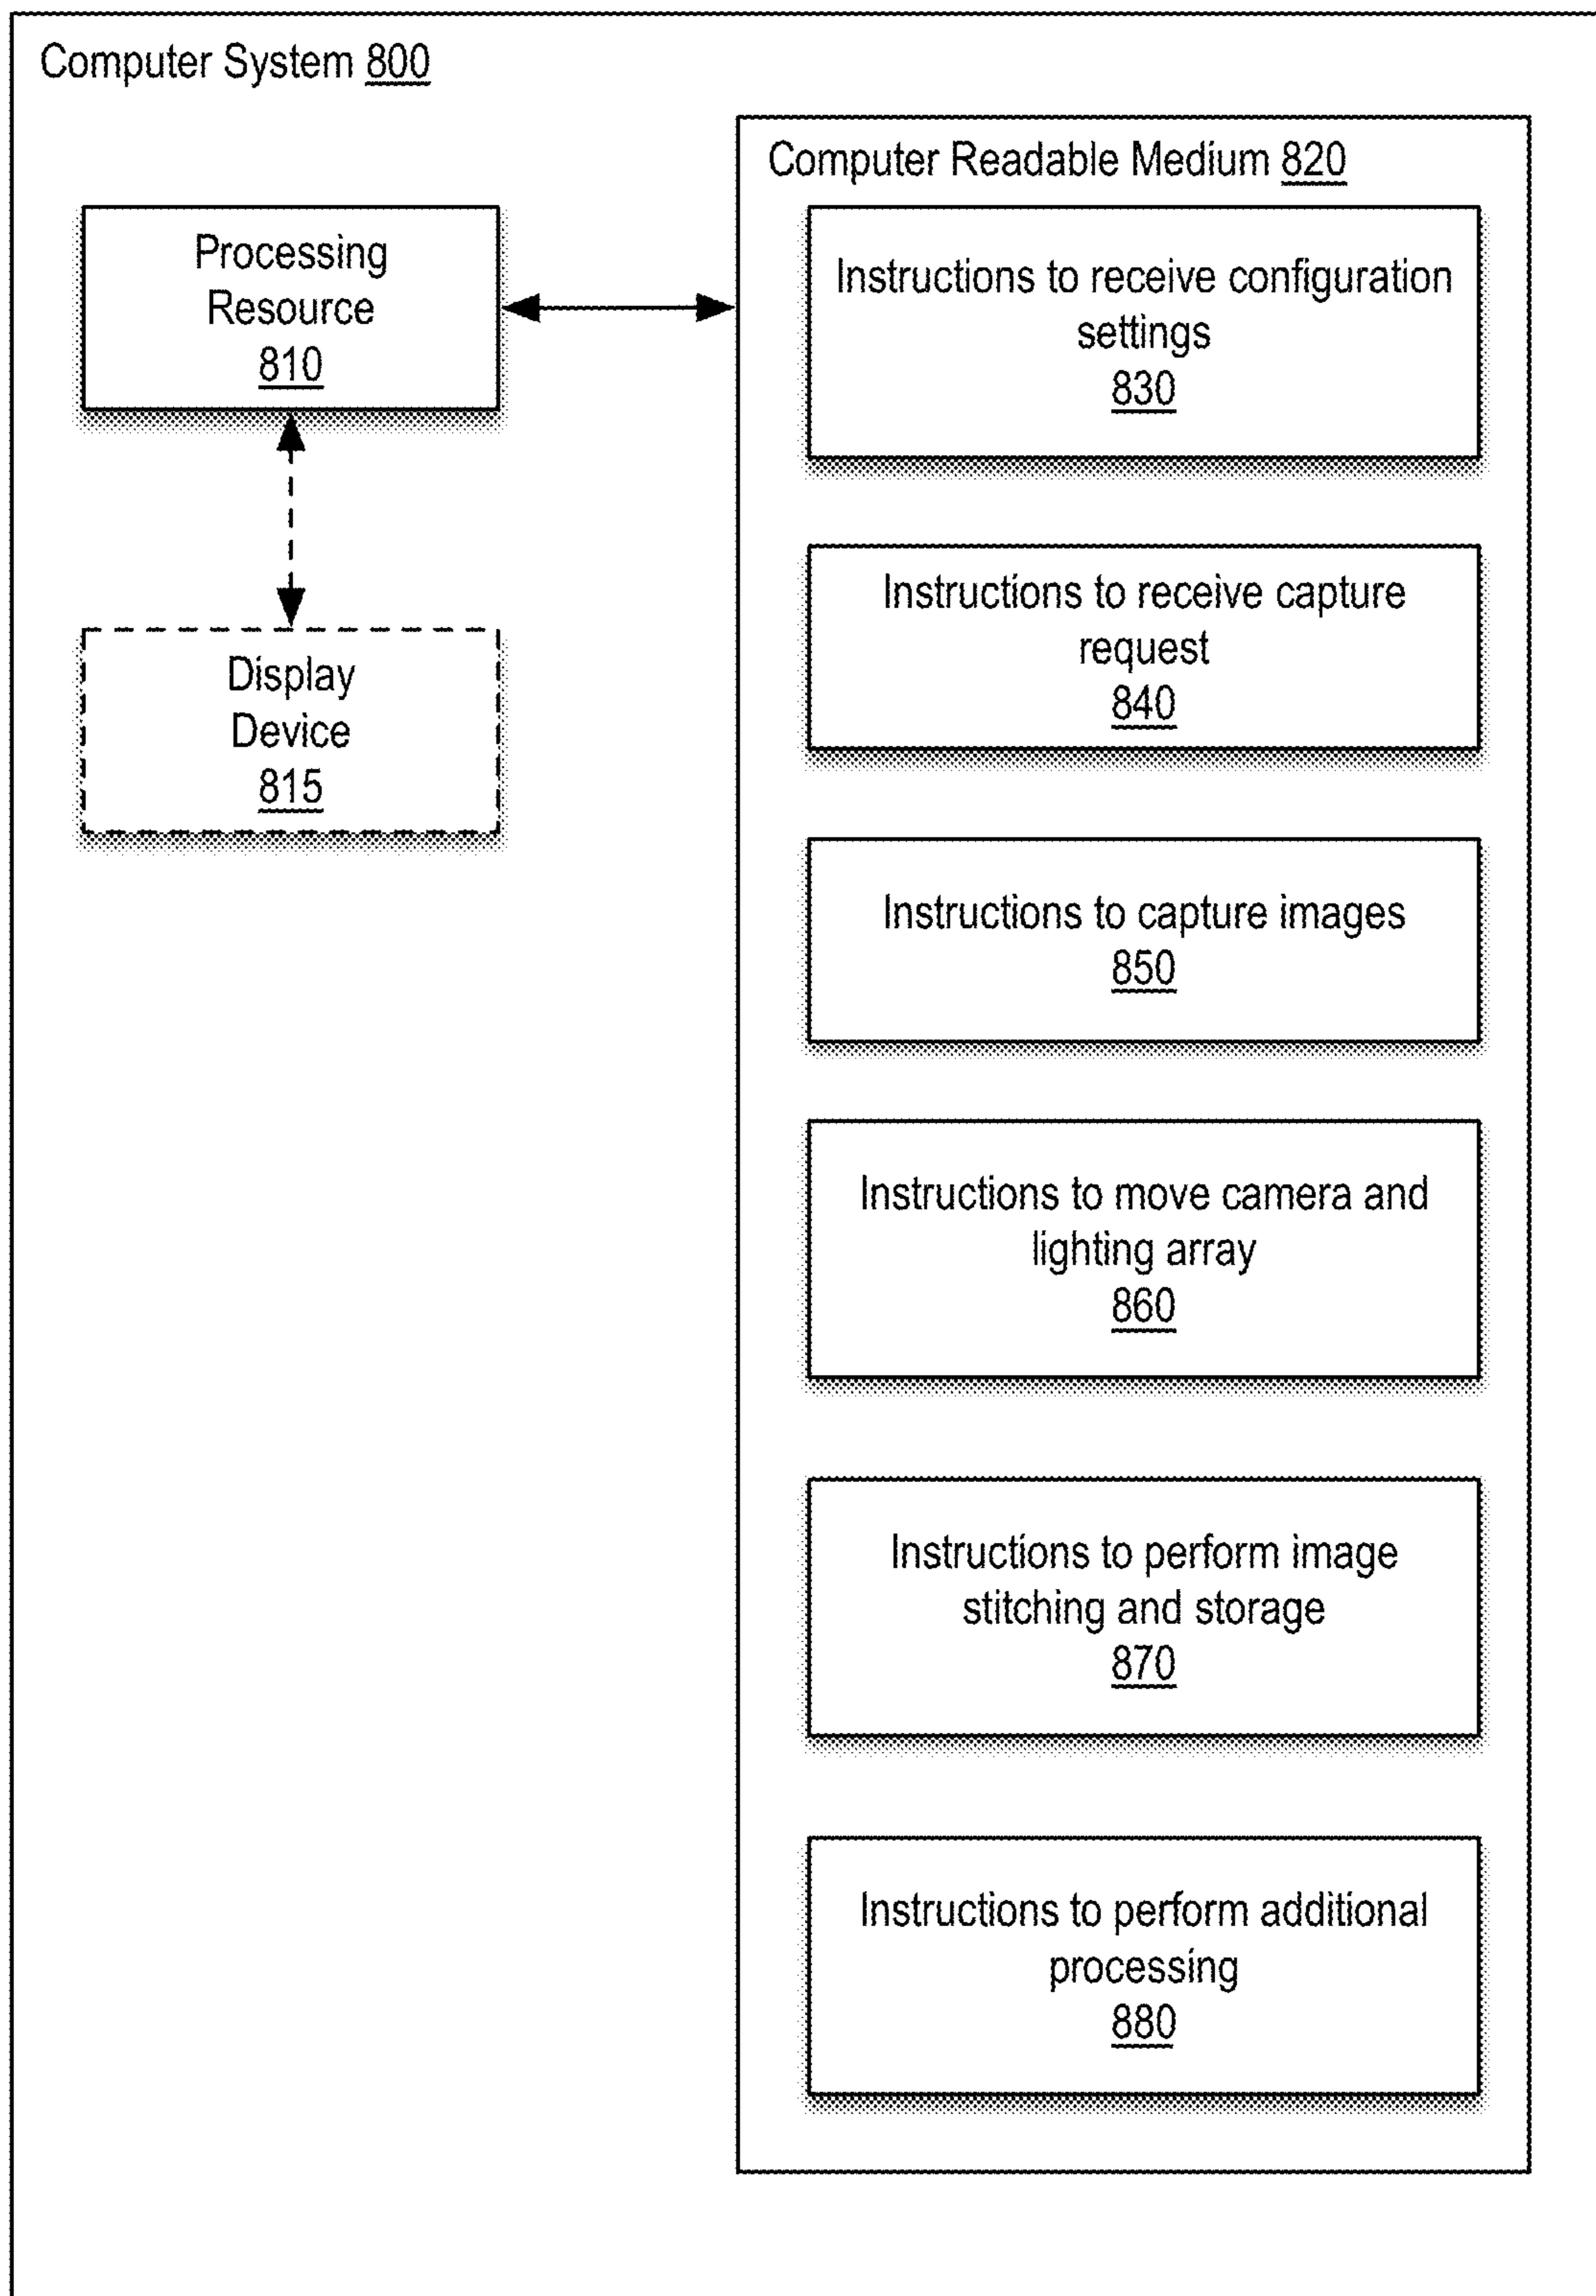 Computer System 800
Processing
Resource
810
Display
Device
815
Computer Readable Medium 820
Instructions to receive configuration
settings
830
Instructions to receive capture
request
840
Instructions to capture images
850
Instructions to move camera and
lighting array
860
Instructions to perform image
stitching and storage
870
Instructions to perform additional
processing
880